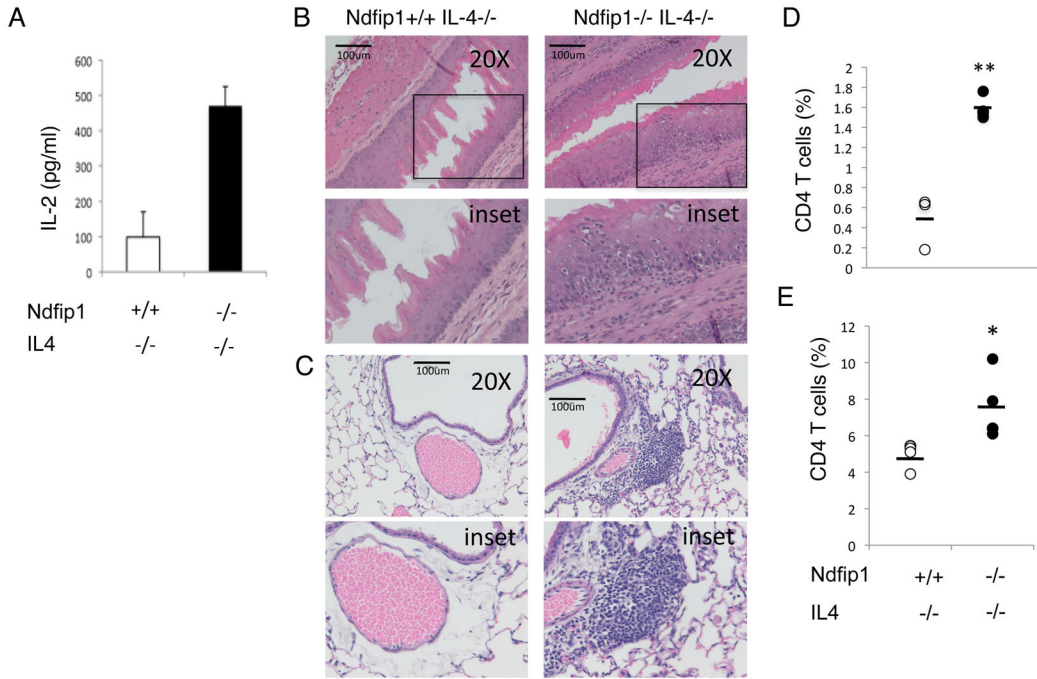 A
IL-2 (pg/ml)
600
500
400
300
200
100
0
Ndfip1 +/+ -/-
IL4 -/- -/-
B
Ndfip1+/+ IL-4-/- Ndfip1-/- IL-4-/-
100um 20X
100um 20X
inset
inset
C
100um 20X
100um 20X
inset
inset
D
CD4 T cells (%)
2
1.8
1.6
1.4
1.2
1
0.8
0.6
0.4
0.2
0
**
E
CD4 T cells (%)
12
10
8
6
4
2
0
*
Ndfip1 +/+ -/-
IL4 -/- -/-